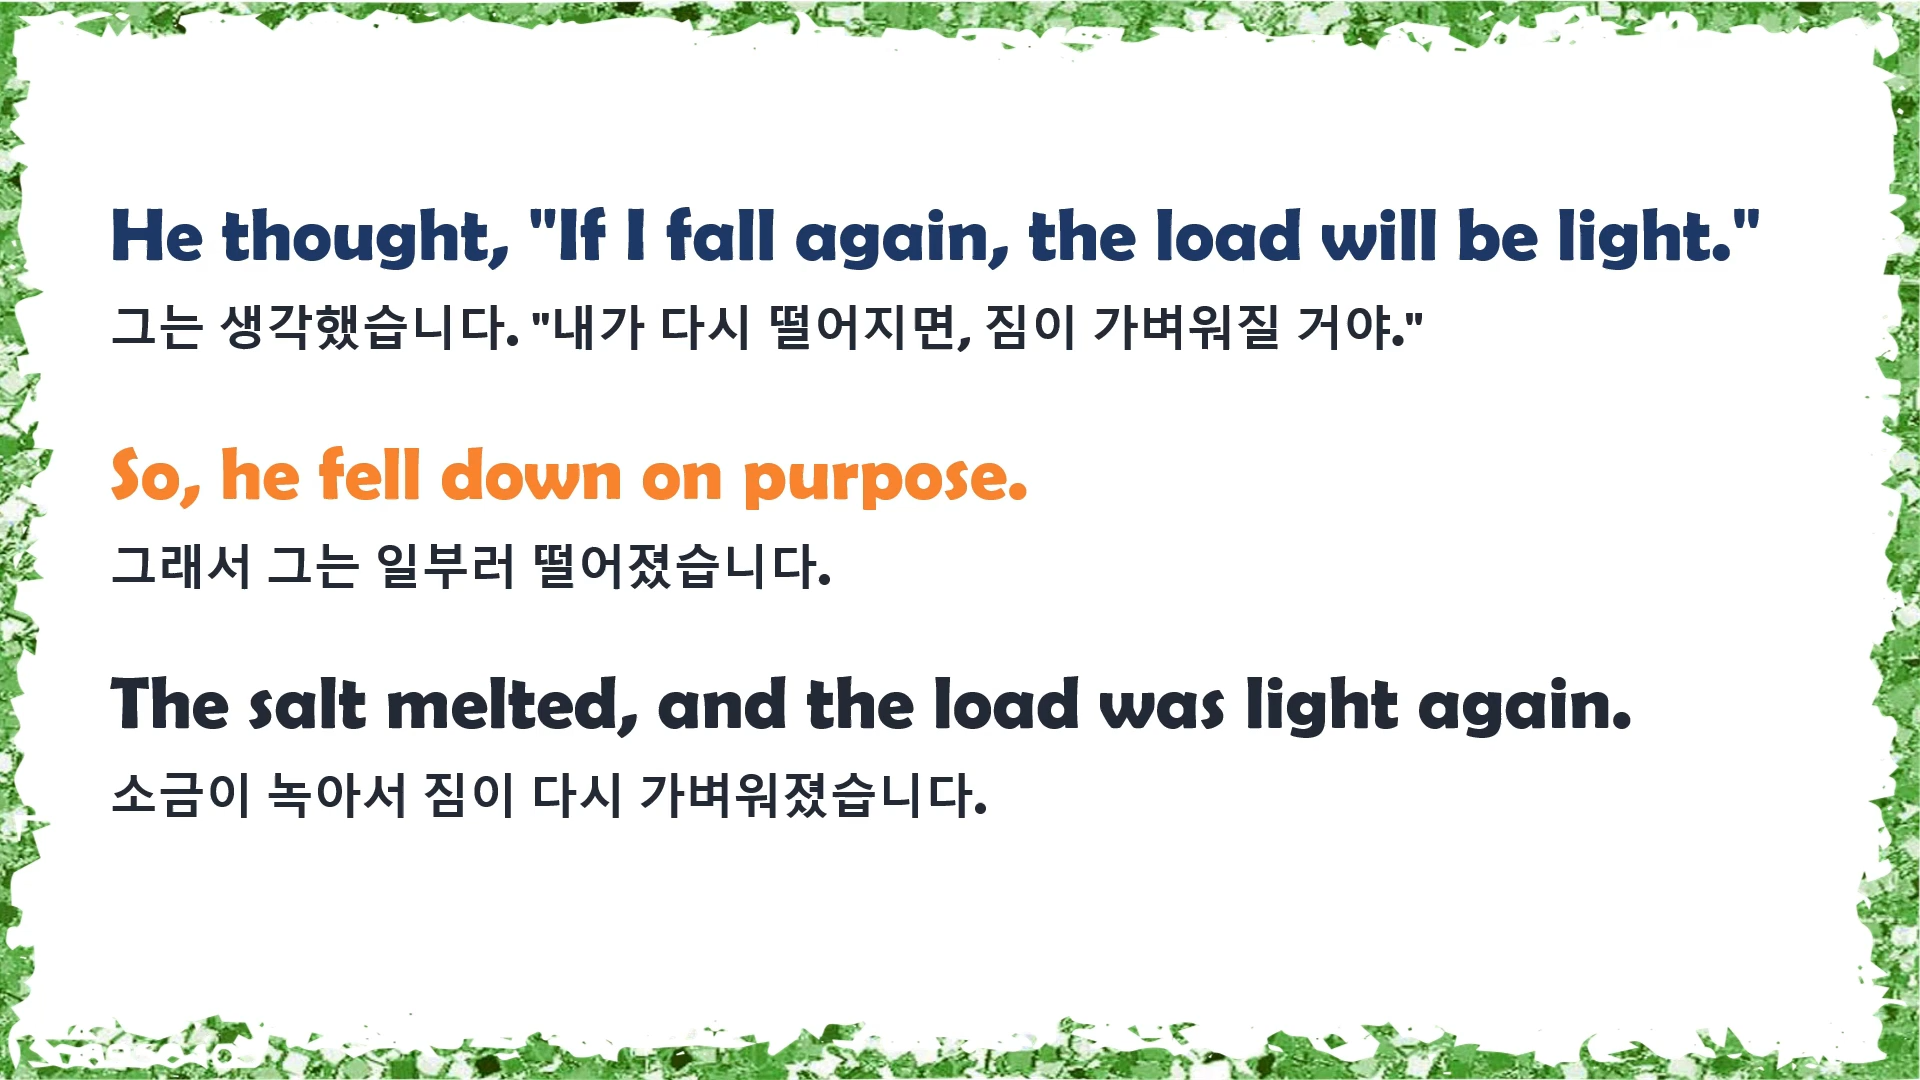 He thought, "If I fall again, the load will be light."
그는 생각했습니다. "내가 다시 떨어지면, 짐이 가벼워질 거야."
So, he fell down on purpose.
그래서 그는 일부러 떨어졌습니다.
The salt melted, and the load was light again.
소금이 녹아서 짐이 다시 가벼워졌습니다.